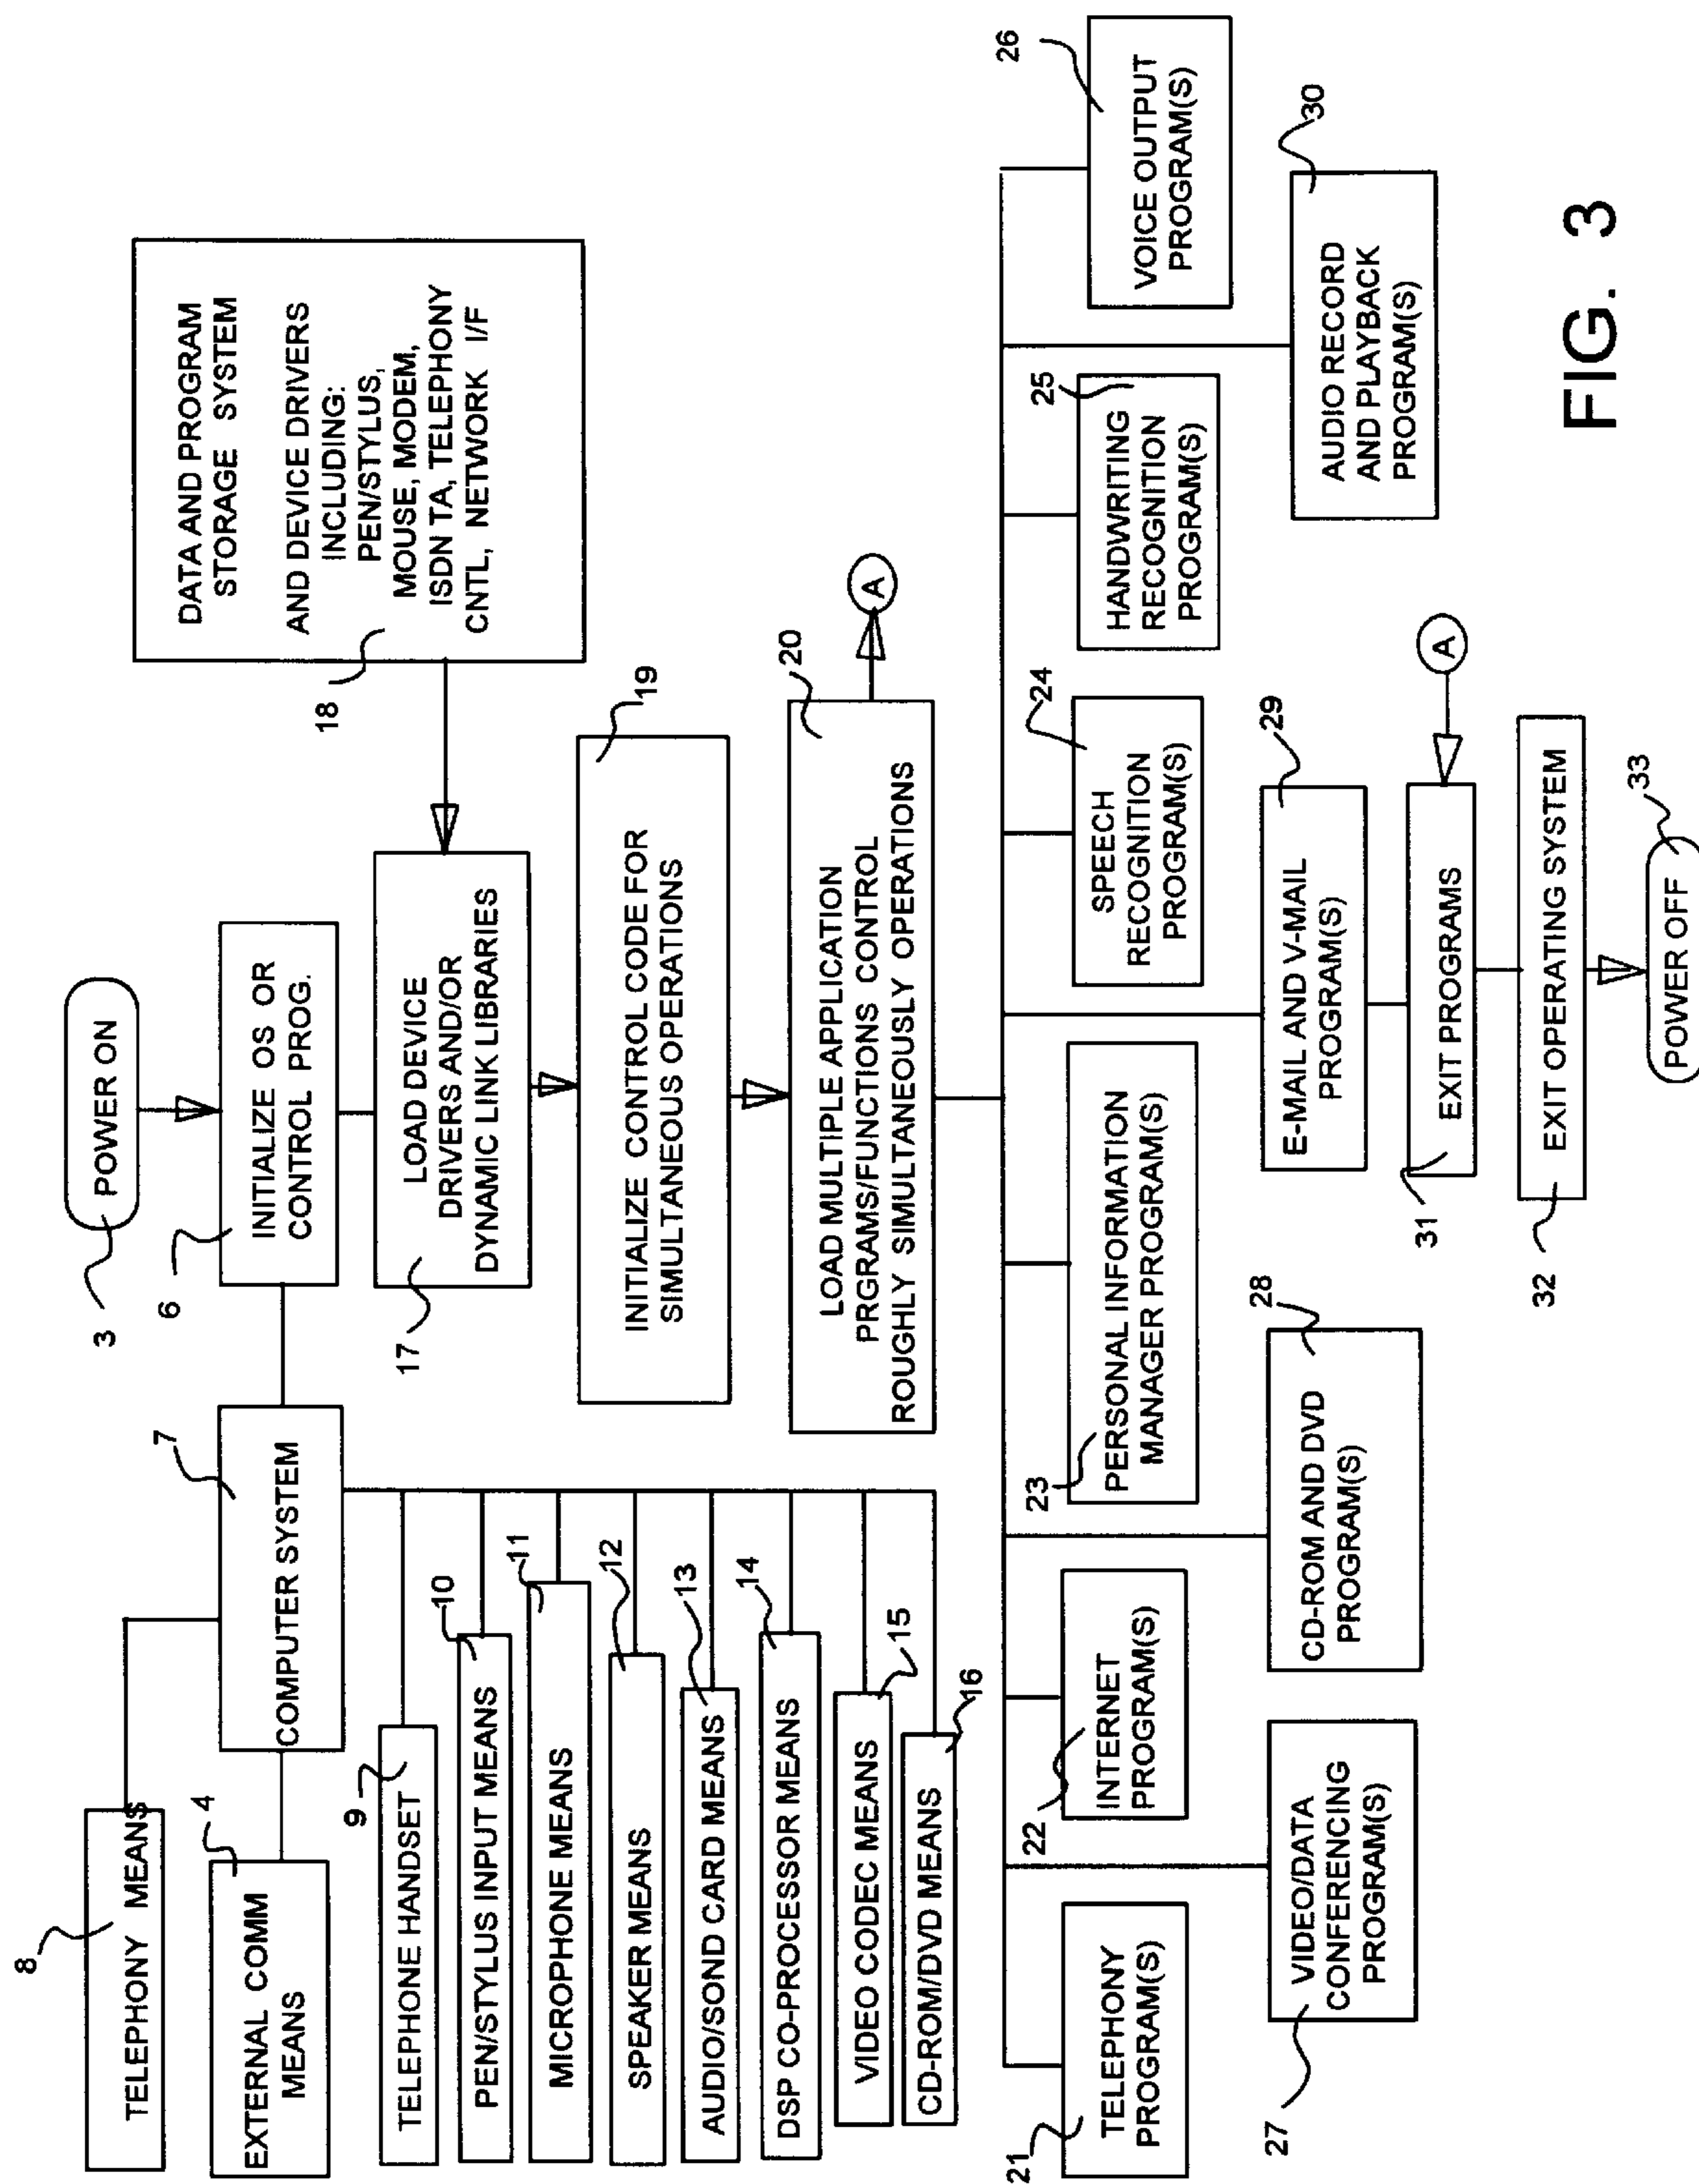 3
POWER ON
6
INITIALIZE OS OR
CONTROL PROG.
7
COMPUTER SYSTEM
8
TELEPHONY MEANS
4
EXTERNAL COMM
MEANS
9
TELEPHONE HANDSET
10
PEN/STYLUS INPUT MEANS
11
MICROPHONE MEANS
12
SPEAKER MEANS
13
AUDIO/SOND CARD MEANS
14
DSP CO-PROCESSOR MEANS
15
VIDEO CODEC MEANS
16
CD-ROM/DVD MEANS
17
LOAD DEVICE
DRIVERS AND/OR
DYNAMIC LINK LIBRARIES
18
DATA AND PROGRAM
STORAGE SYSTEM
AND DEVICE DRIVERS
INCLUDING:
PEN/STYLUS,
MOUSE, MODEM,
ISDN TA, TELEPHONY
CNTL, NETWORK I/F
19
INITIALIZE CONTROL CODE FOR
SIMULTANEOUS OPERATIONS
20
LOAD MULTIPLE APPLICATION
PRGRAMS/FUNCTIONS CONTROL
ROUGHLY SIMULTANEOUSLY OPERATIONS
A
21
TELEPHONY
PROGRAM(S)
22
INTERNET
PROGRAM(S)
23
PERSONAL INFORMATION
MANAGER PROGRAM(S)
24
SPEECH
RECOGNITION
PROGRAM(S)
25
HANDWRITING
RECOGNITION
PROGRAM(S)
26
VOICE OUTPUT
PROGRAM(S)
27
VIDEO/DATA
CONFERENCING
PROGRAM(S)
28
CD-ROM AND DVD
PROGRAM(S)
29
E-MAIL AND V-MAIL
PROGRAM(S)
30
AUDIO RECORD
AND PLAYBACK
PROGRAM(S)
31
EXIT PROGRAMS
A
32
EXIT OPERATING SYSTEM
33
POWER OFF
FIG. 3